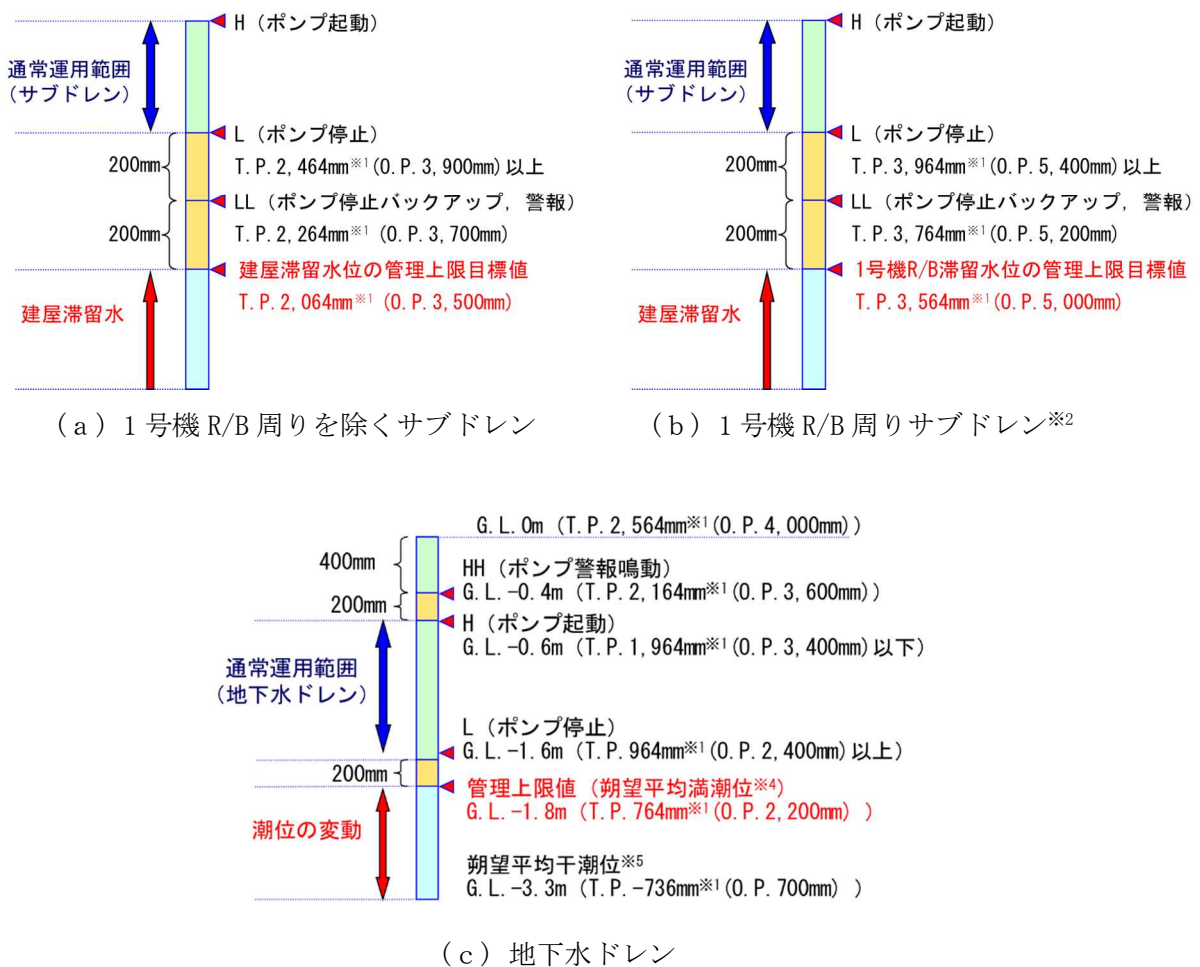 H（ポンプ起動）
通常運用範囲
（サブドレン）
L（ポンプ停止）
200mm
T.P.2,464mm※1(O.P.3,900mm)以上
LL（ポンプ停止バックアップ，警報）
200mm
T.P.2,264mm※1（O.P.3,700mm）
建屋滞留水位の管理上限目標値
T.P.2,064mm※1（O.P.3,500mm）
建屋滞留水
（a）1号機R/B周りを除くサブドレン
H（ポンプ起動）
通常運用範囲
（サブドレン）
L（ポンプ停止）
200mm
T.P.3,964mm※1(O.P.5,400mm)以上
LL（ポンプ停止バックアップ，警報）
200mm
T.P.3,764mm※1（O.P.5,200mm）
1号機R/B滞留水位の管理上限目標値
T.P.3,564mm※1（O.P.5,000mm）
建屋滞留水
（b）1号機R/B周りサブドレン※2
G.L.0m（T.P.2,564mm※1(O.P.4,000mm)）
400mm
HH（ポンプ警報鳴動）
G.L.-0.4m（T.P.2,164mm※1(O.P.3,600mm)）
200mm
H（ポンプ起動）
G.L.-0.6m（T.P.1,964mm※1(O.P.3,400mm)以下）
通常運用範囲
（地下水ドレン）
L（ポンプ停止）
G.L.-1.6m（T.P.964mm※1(O.P.2,400mm)以上）
200mm
管理上限値（朔望平均満潮位※4）
G.L.-1.8m（T.P.764mm※1(O.P.2,200mm)）
潮位の変動
朔望平均干潮位※5
G.L.-3.3m（T.P.-736mm※1(O.P.700mm)）
（c）地下水ドレン